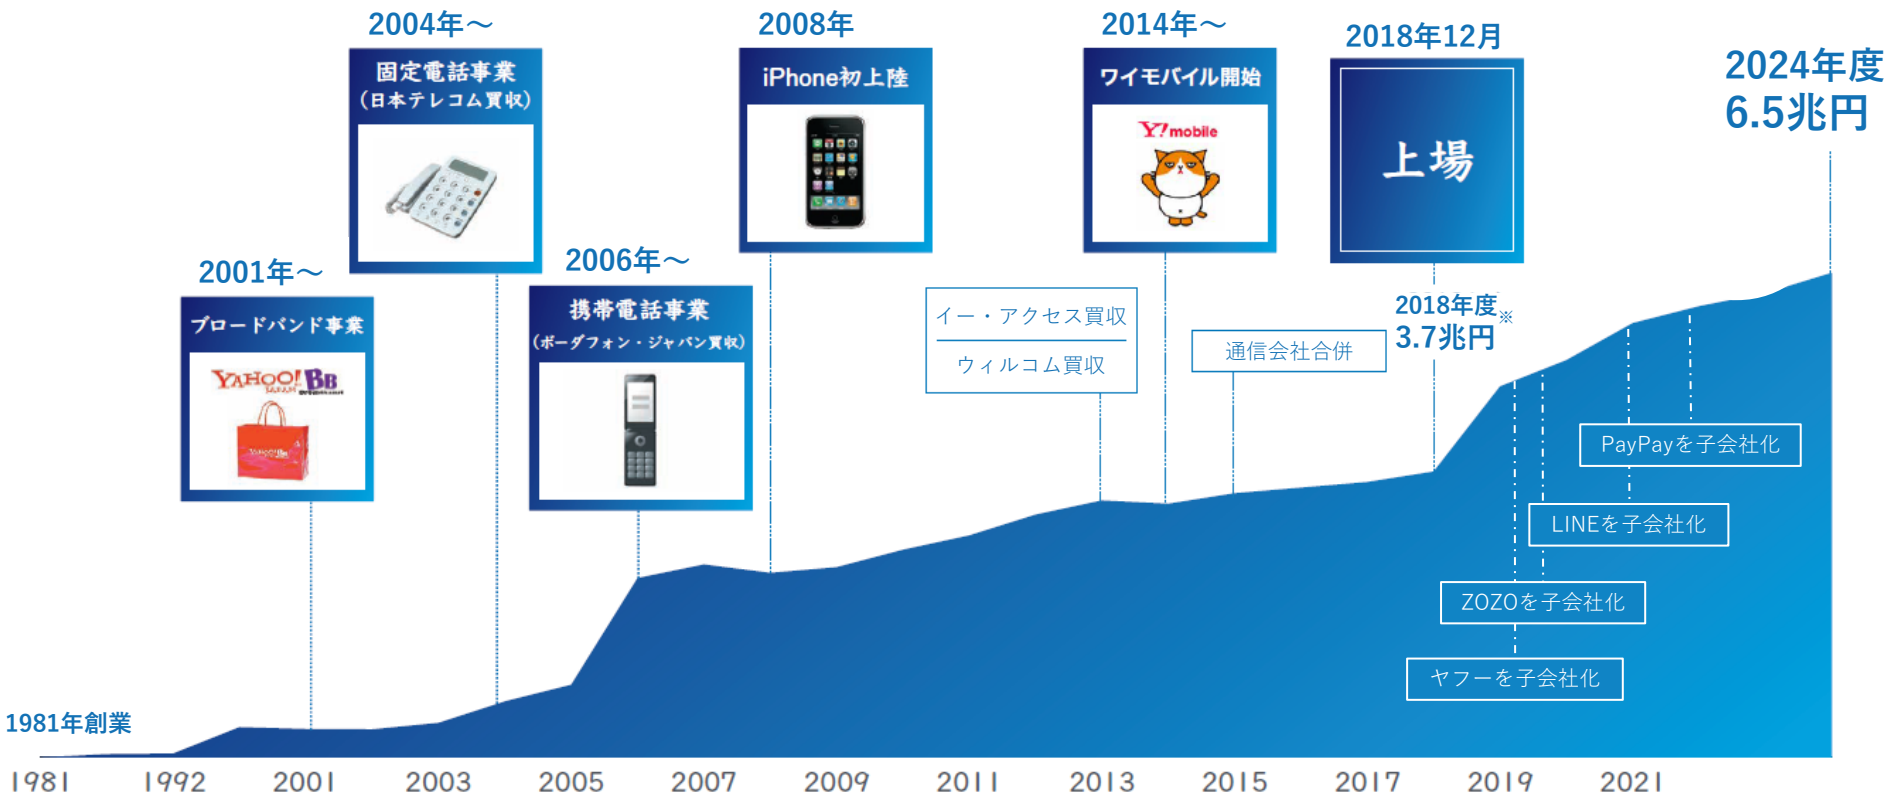 2004年～
固定電話事業
(日本テレコム買収)
2008年
iPhone初上陸
2014年～
ワイモバイル開始
Y!mobile
2018年12月
上場
2024年度
6.5兆円
2001年～
ブロードバンド事業
YAHOO! BB
JAPAN
YAHOO! BB
2006年～
携帯電話事業
(ボーダフォン・ジャパン買収)
イー・アクセス買収
ウィルコム買収
通信会社合併
2018年度※
3.7兆円
PayPayを子会社化
LINEを子会社化
ZOZOを子会社化
ヤフーを子会社化
1981年創業
1981 1992 2001 2003 2005 2007 2009 2011 2013 2015 2017 2019 2021